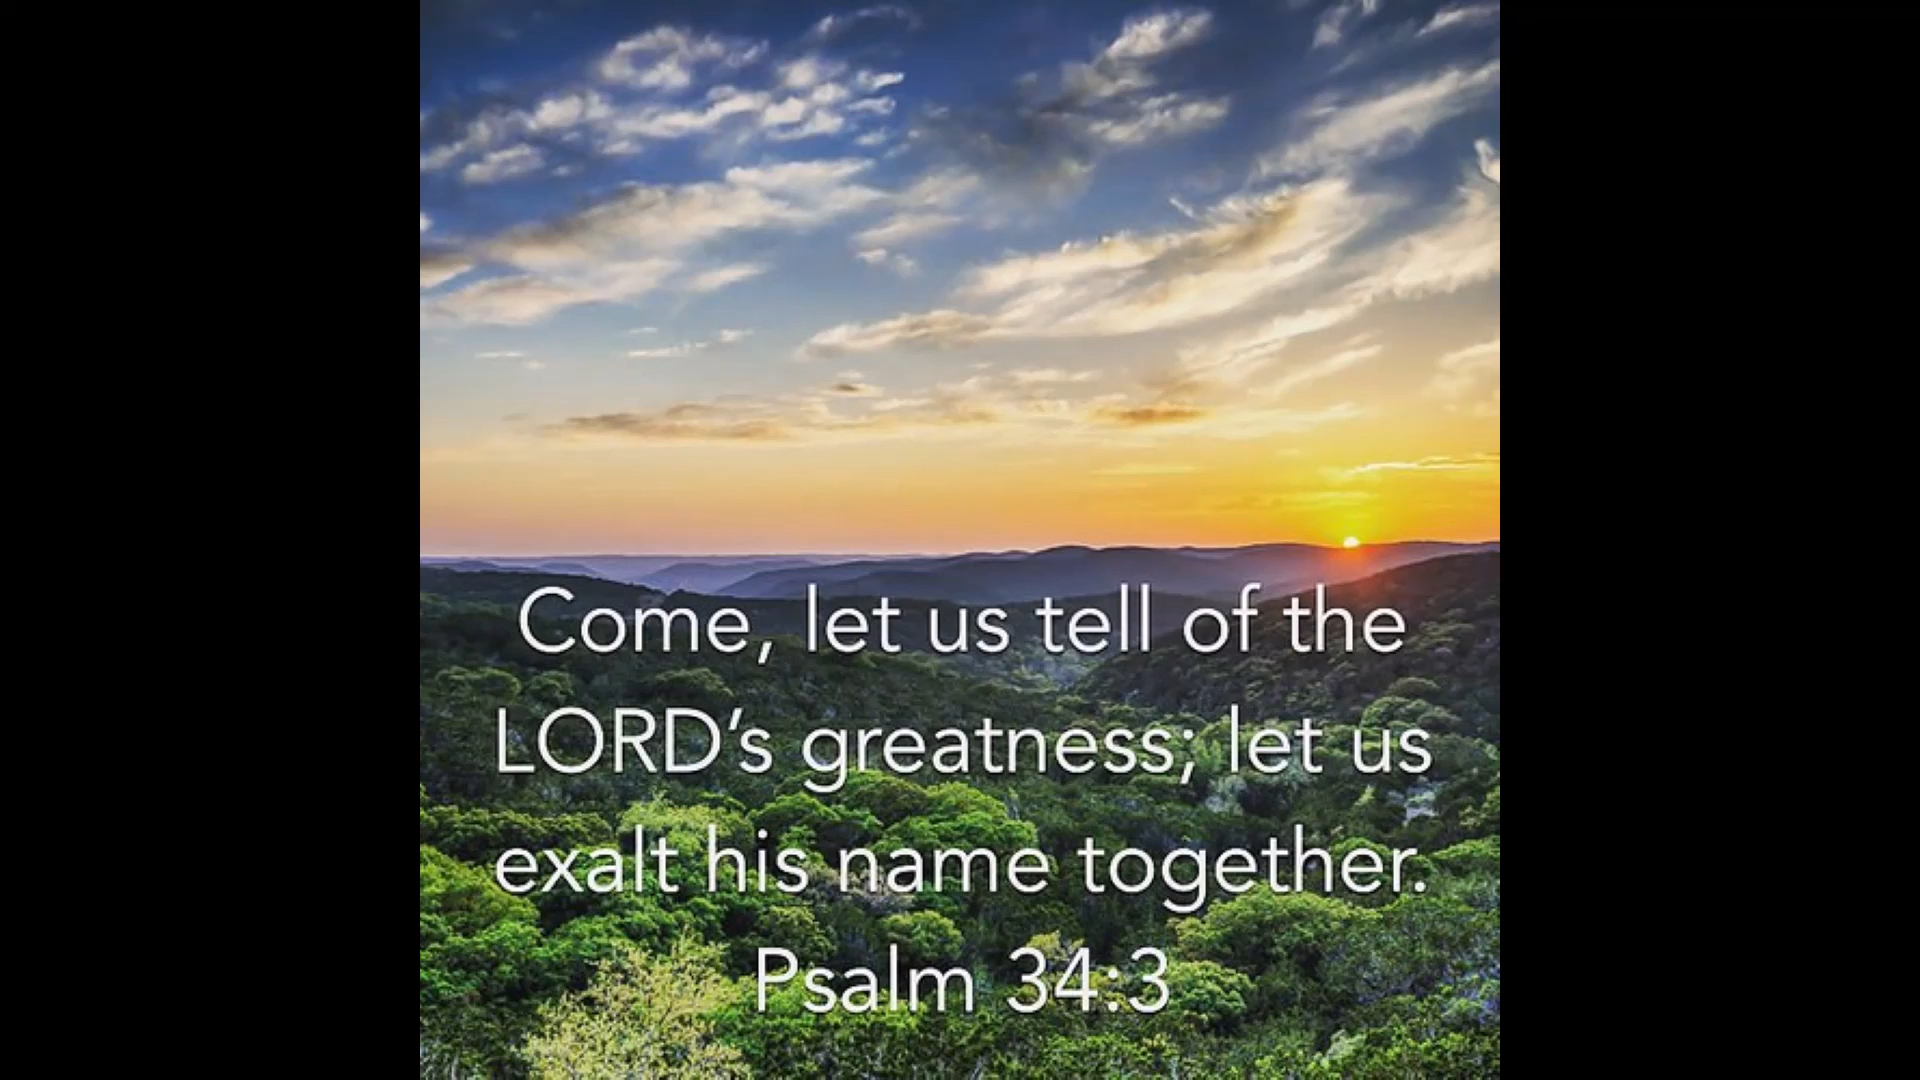 Come, let us tell of the
LORD’s greatness; let us
exalt his name together.
Psalm 34:3